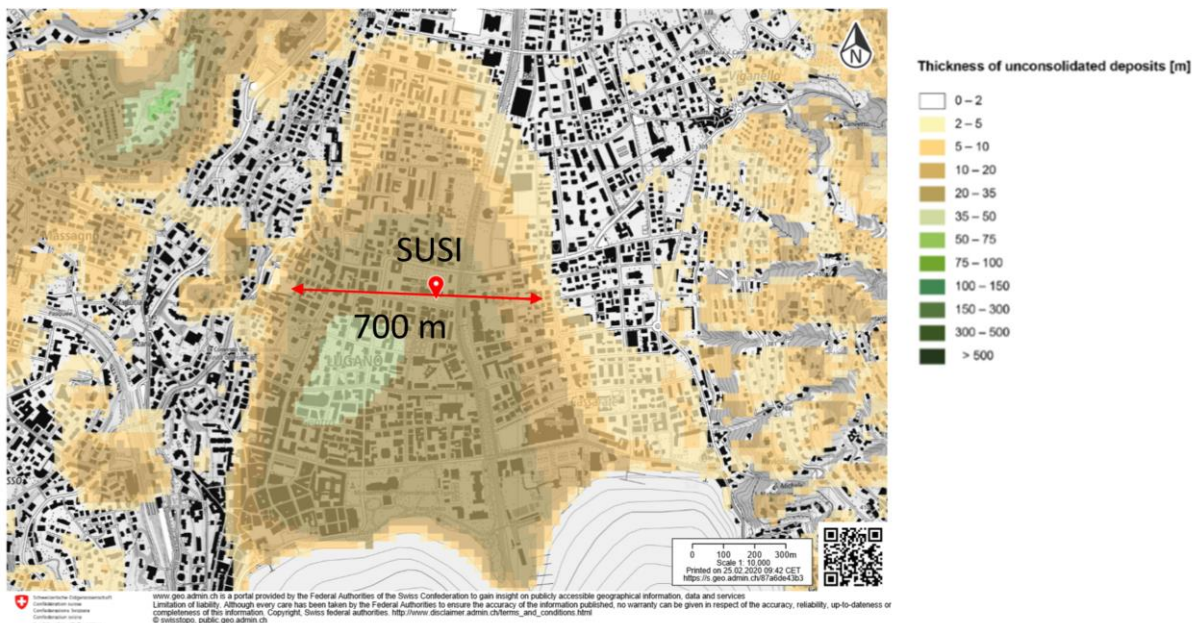 Viganello
N
Massagno
SUSI
700 m
LUGANO
Thickness of unconsolidated deposits [m]
0 – 2
2 – 5
5 – 10
10 – 20
20 – 35
35 – 50
50 – 75
75 – 100
100 – 150
150 – 300
300 – 500
> 500
0 100 200 300m
Scale 1: 10,000
Printed on 25.02.2020 09:42 CET
https://s.geo.admin.ch/87a6de43b3
Schweizerische Eidgenossenschaft
Confédération suisse
Confederazione Svizzera
Confederaziun svizra
www.geo.admin.ch is a portal provided by the Federal Authorities of the Swiss Confederation to gain insight on publicly accessible geographical information, data and services
Limitation of liability. Although every care has been taken by the Federal Authorities to ensure the accuracy of the information published, no warranty can be given in respect of the accuracy, reliability, up-to-dateness or
completeness of this information. Copyright, Swiss federal authorities. http://www.disclaimer.admin.ch/terms_and_conditions.html
© swisstopo, public.geo.admin.ch